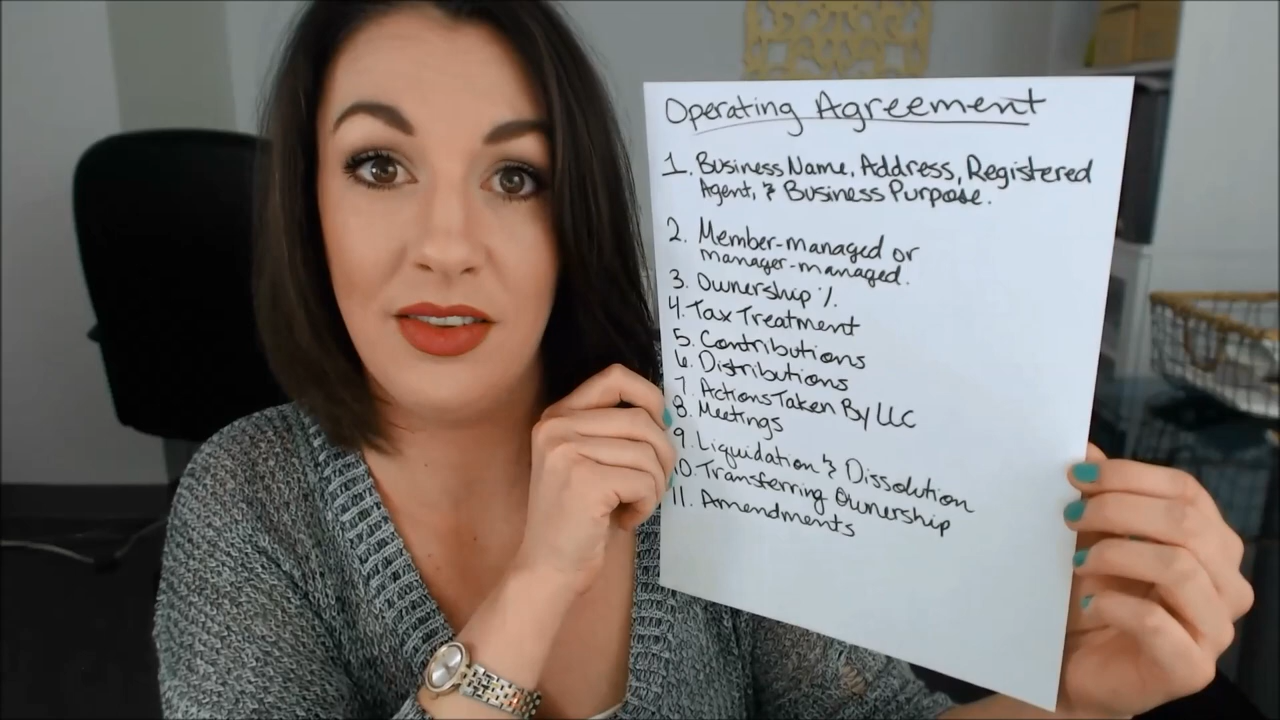 Operating Agreement
1. Business Name, Address, Registered
Agent, & Business Purpose.
2. Member-managed or
manager-managed.
3. Ownership %.
4. Tax Treatment
5. Contributions
6. Distributions
7. Actions Taken By LLC
8. Meetings
9. Liquidation & Dissolution
10. Transferring Ownership
11. Amendments